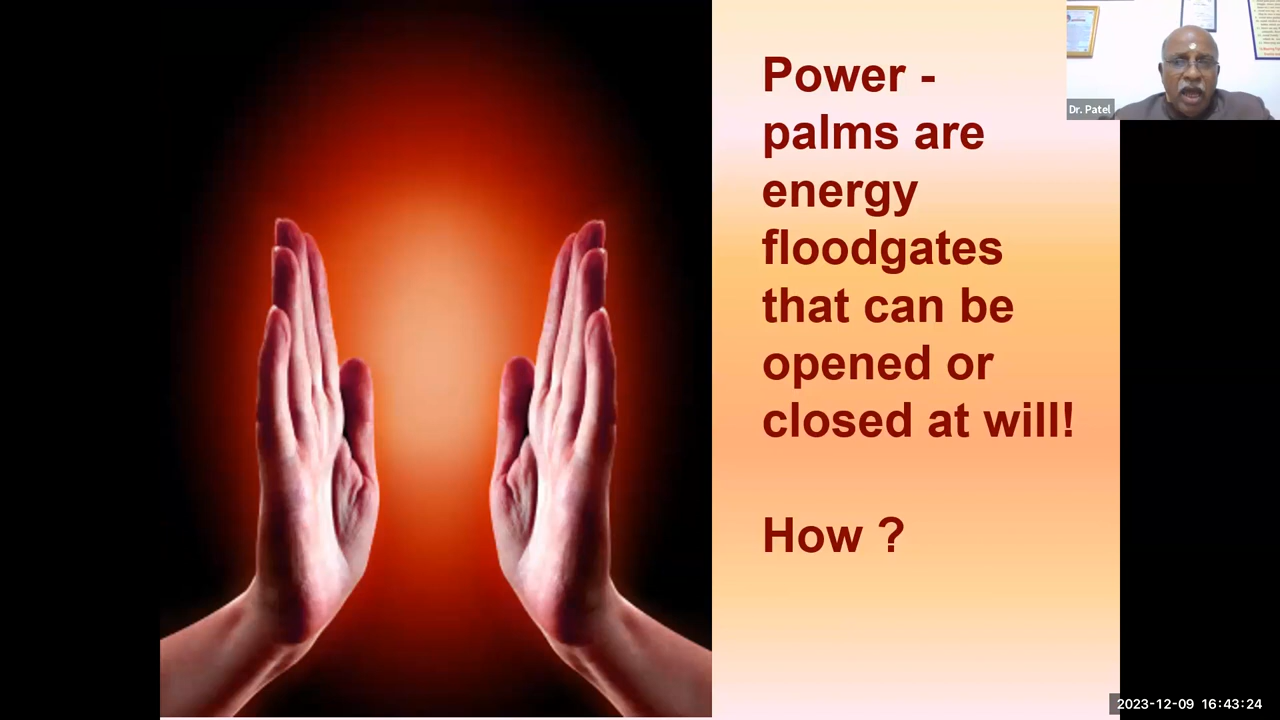 Power -
palms are
energy
floodgates
that can be
opened or
closed at will!
How ?
Dr. Patel
2023-12-09 16:43:24